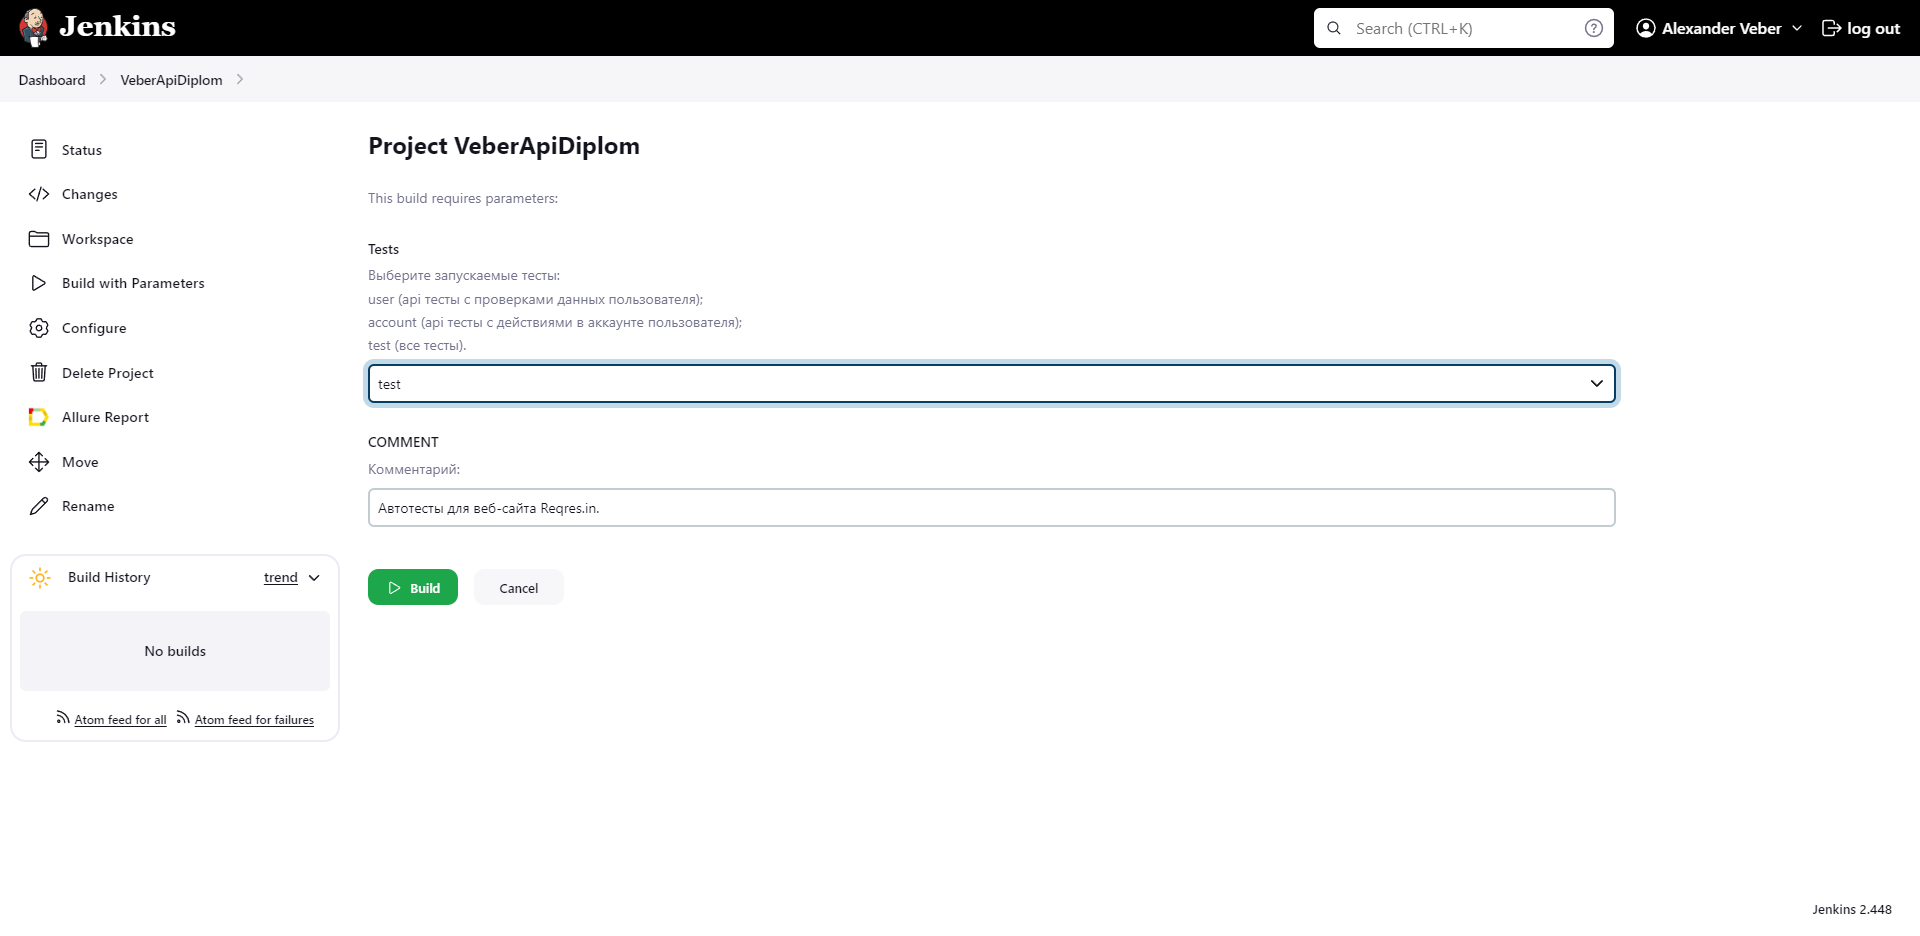 Jenkins
Search (CTRL+K)
Alexander Veber
log out
Dashboard
VeberApiDiplom
Status
Changes
Workspace
Build with Parameters
Configure
Delete Project
Allure Report
Move
Rename
Build History
trend
No builds
Atom feed for all
Atom feed for failures
Project VeberApiDiplom
This build requires parameters:
Tests
Выберите запускаемые тесты:
user (api тесты с проверками данных пользователя);
account (api тесты с действиями в аккаунте пользователя);
test (все тесты).
test
COMMENT
Комментарий:
Автотесты для веб-сайта Reqres.in.
Build
Cancel
Jenkins 2.448